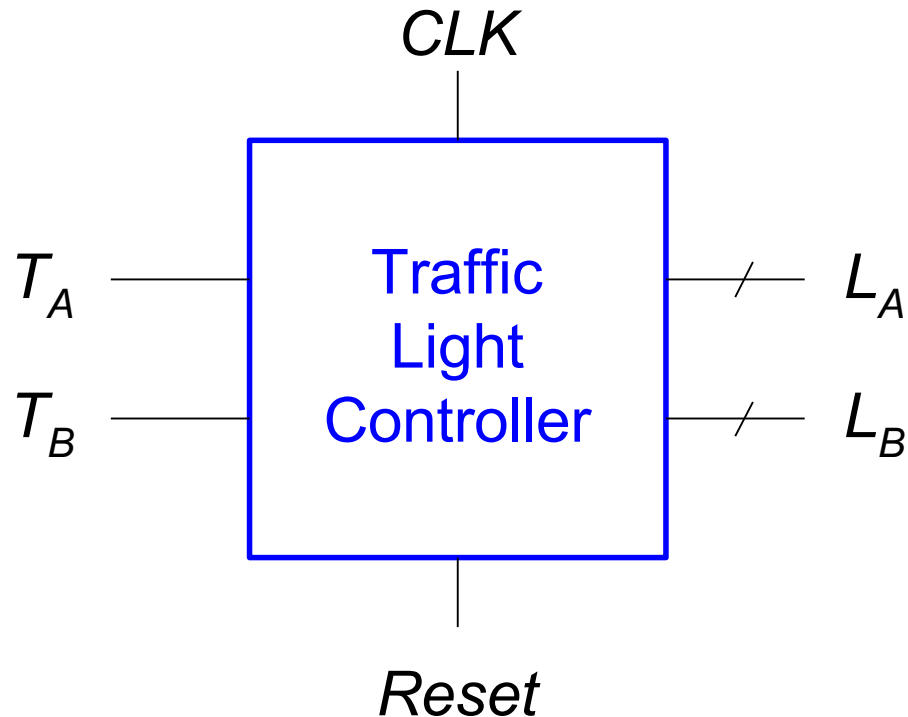 CLK
T_A
Traffic
Light
Controller
L_A
T_B
L_B
Reset